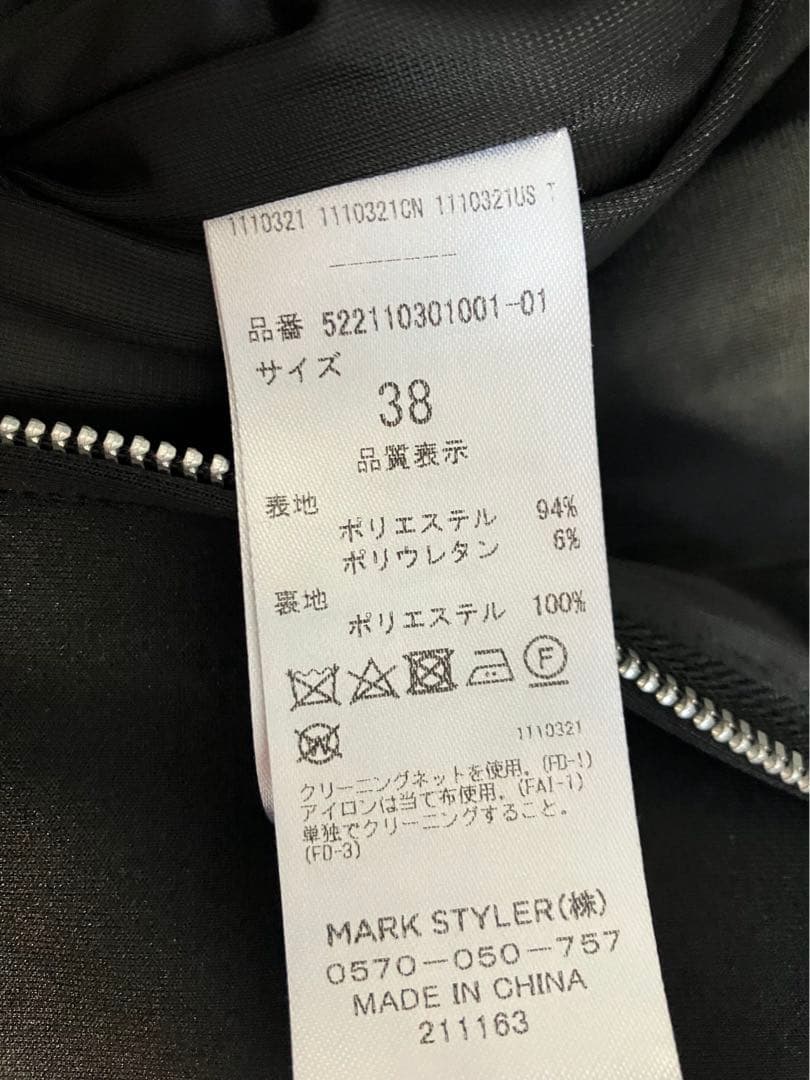 1110321 1110321CN 1110321US T
品番 522110301001-01
サイズ
38
品質表示
表地
ポリエステル 94%
ポリウレタン 6%
裏地
ポリエステル 100%
F
W
1110321
クリーニングネットを使用. (FD-1)
アイロンは当て布使用. (FAI-1)
単独でクリーニングすること。
(FD-3)
MARK STYLER(株)
0570-050-757
MADE IN CHINA
211163